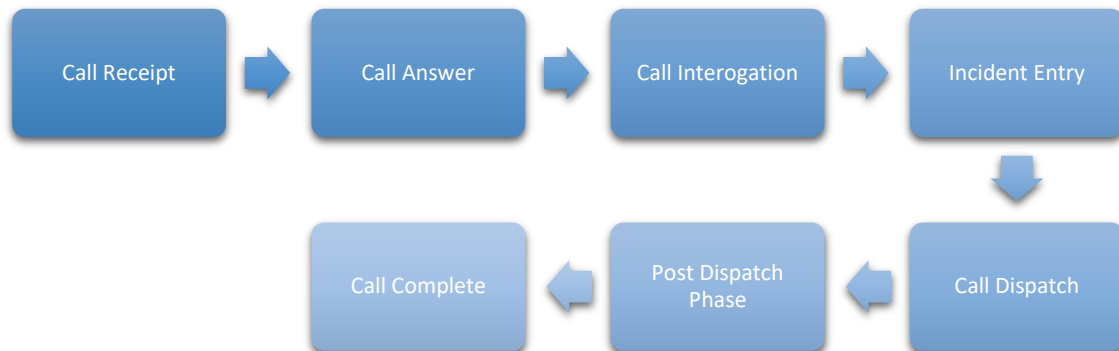 Call Receipt
Call Answer
Call Interogation
Incident Entry
Call Dispatch
Post Dispatch
Phase
Call Complete